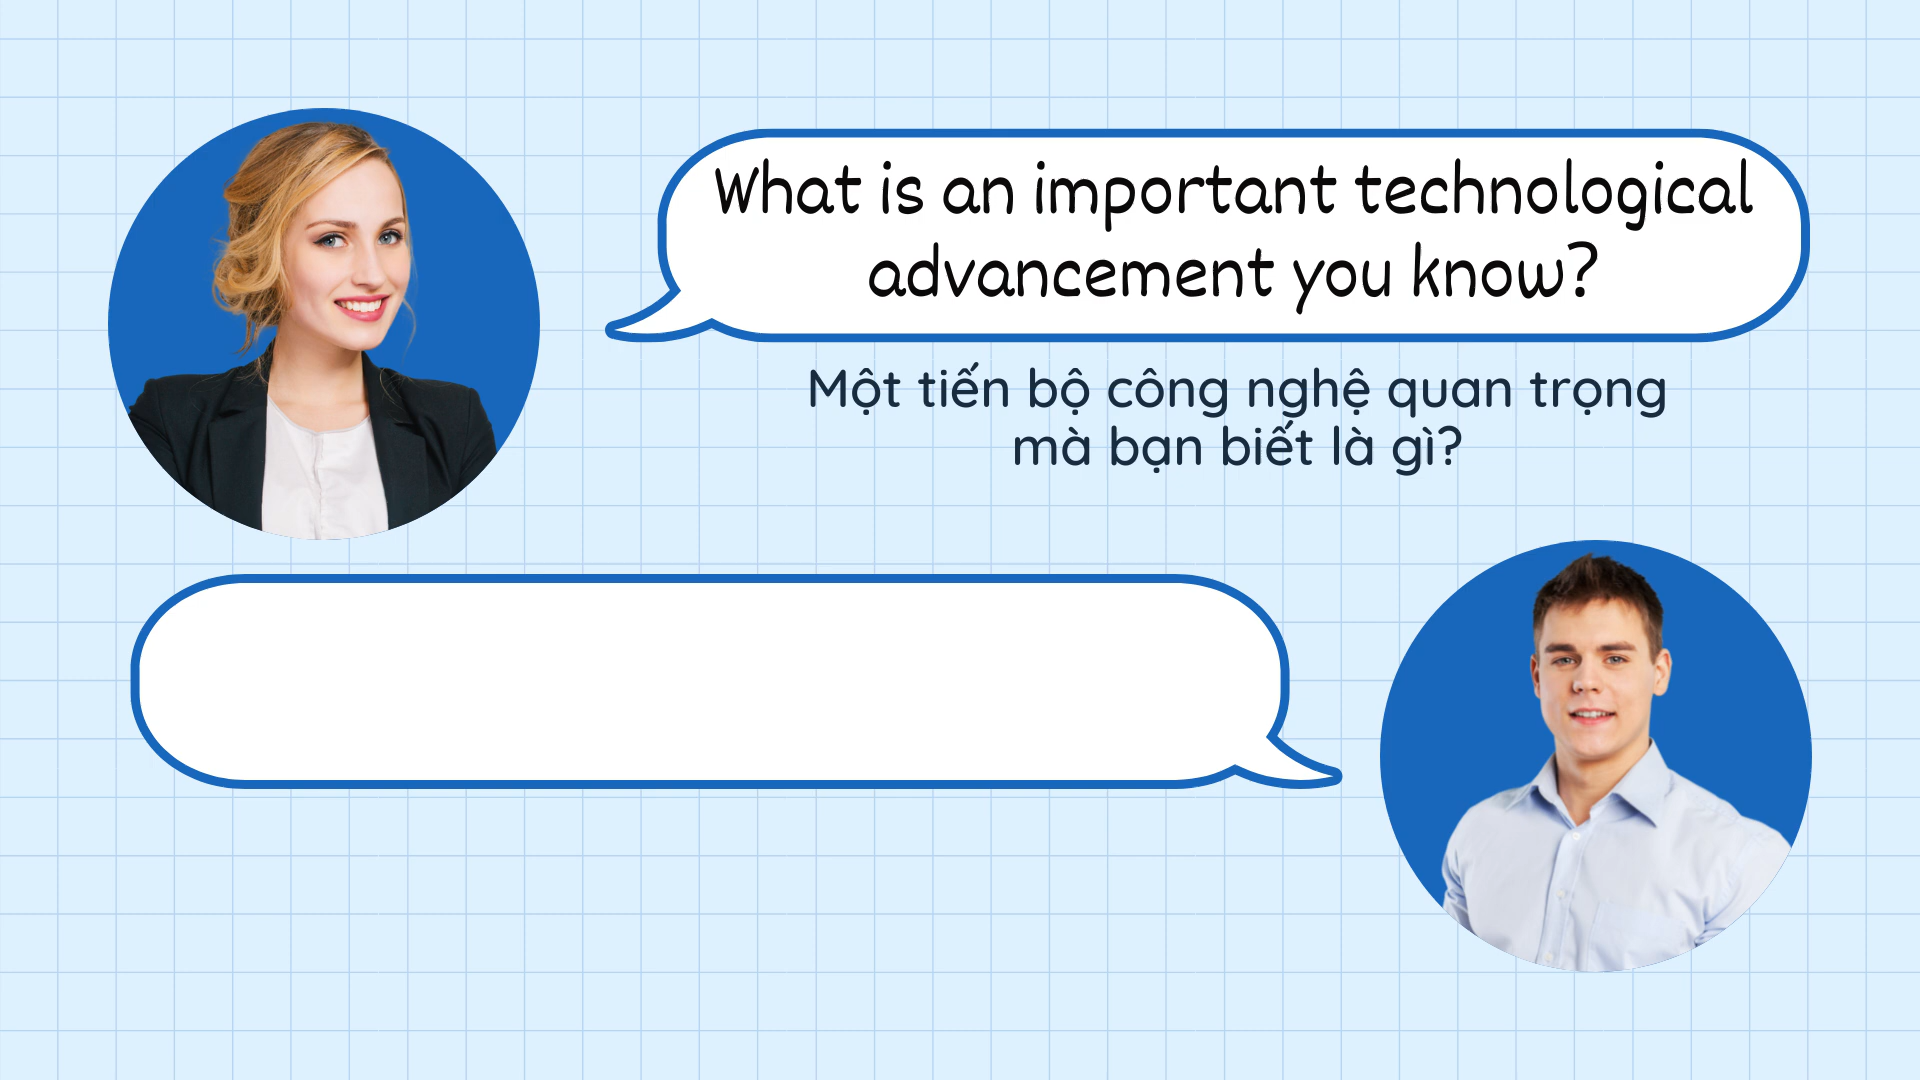 What is an important technological
advancement you know?
Một tiến bộ công nghệ quan trọng
mà bạn biết là gì?